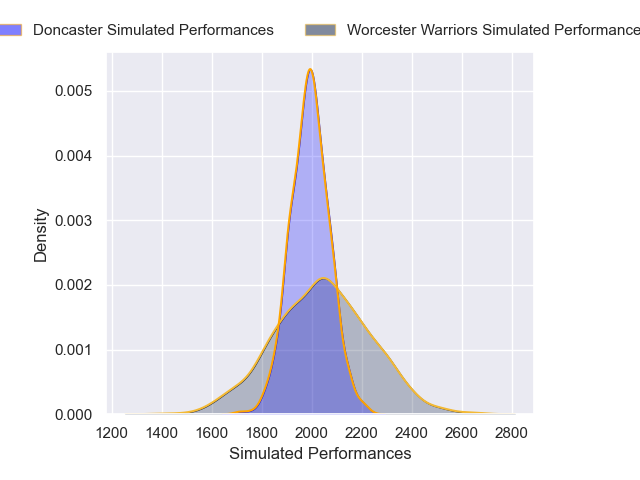 Doncaster Simulated Performances Worcester Warriors Simulated Performance
0.005
0.004
0.003
0.002
0.001
0.000
Density
1200 1400 1600 1800 2000 2200 2400 2600 2800
Simulated Performances